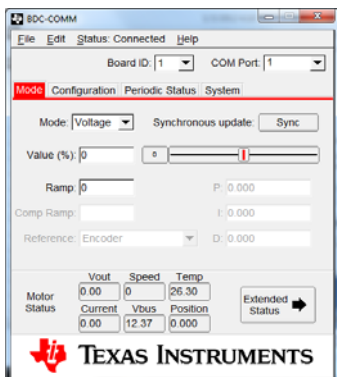 BDC-COMM
File Edit Status: Connected Help
Board ID: 1 COM Port: 1
Mode Configuration Periodic Status System
Mode: Voltage Synchronous update: Sync
Value (%): 0 0
Ramp: 0 P: 0.000
Comp Ramp: I: 0.000
Reference: Encoder D: 0.000
Vout Speed Temp
0.00 0 26.30
Motor Status Current Vbus Position Extended Status
0.00 12.37 0.000
TEXAS INSTRUMENTS